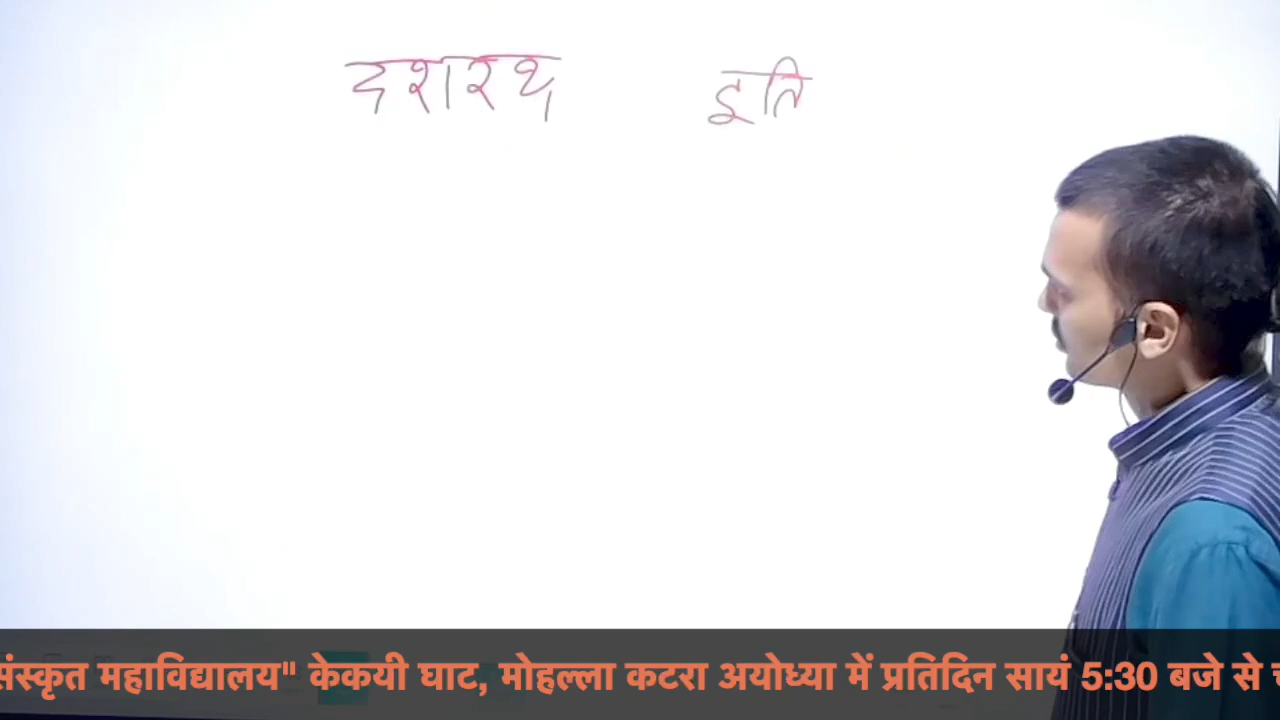 दशरथ इति
संस्कृत महाविद्यालय" केकयी घाट, मोहल्ला कटरा अयोध्या में प्रतिदिन सायं 5:30 बजे से